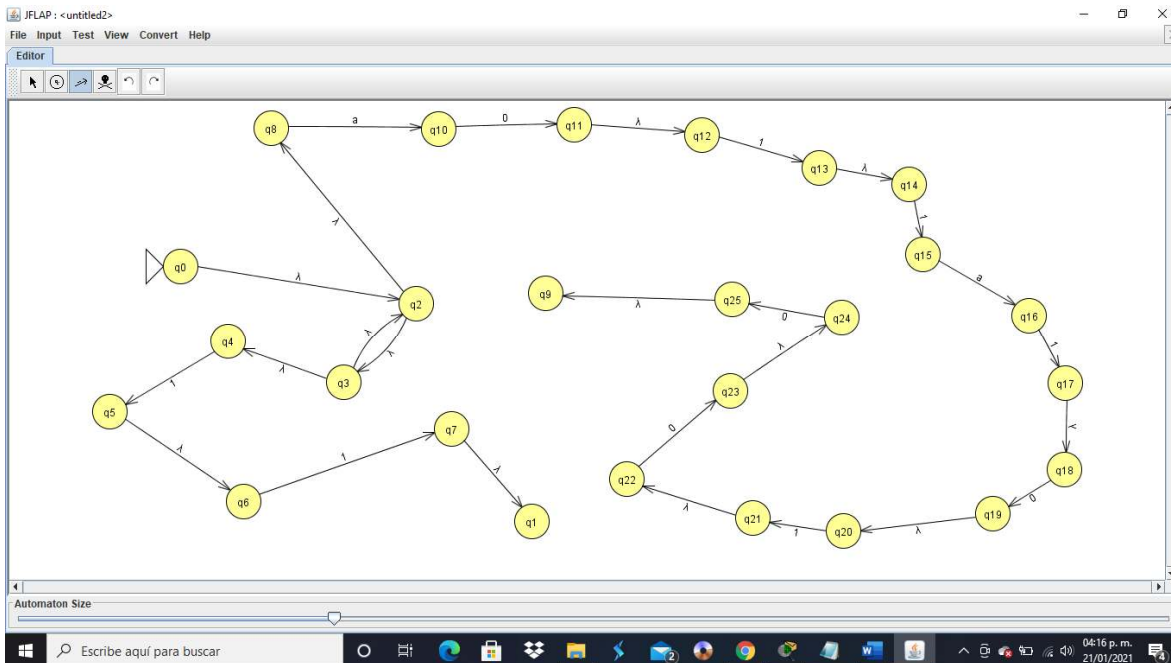 JFLAP : <untitled2>
File Input Test View Convert Help
Editor
q8
a
q10
0
q11
λ
q12
1
q13
λ
q14
1
q15
a
q16
1
q17
λ
q18
0
q19
λ
q20
1
q21
λ
q22
0
q23
λ
q24
0
q25
λ
q9
λ
q0
λ
q2
λ
λ
q3
λ
q4
1
q5
λ
q6
1
q7
λ
q1
Automaton Size
Escribe aquí para buscar
2
04:16 p. m.
21/01/2021
4